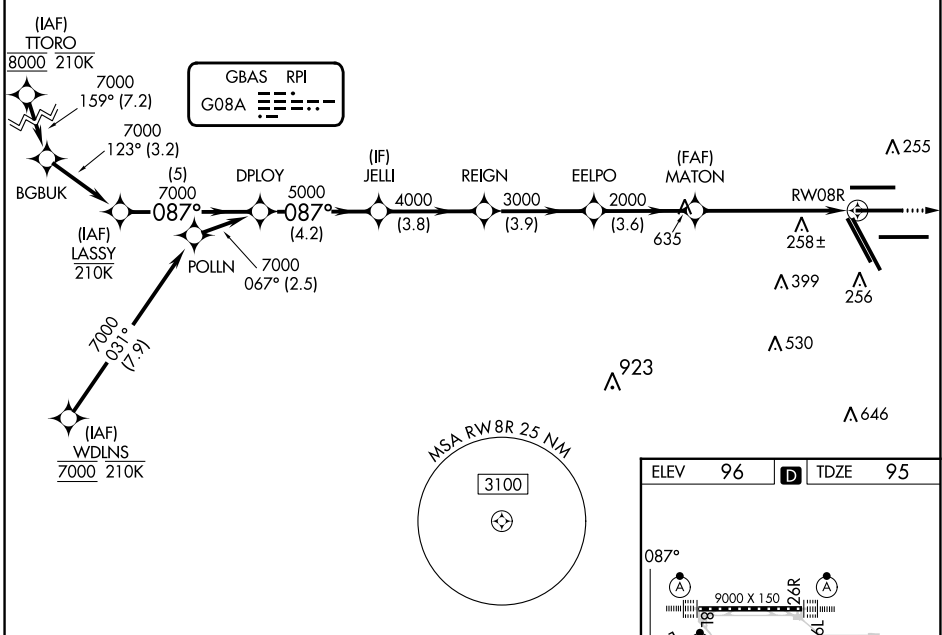 (IAF)
TTORO
8000 210K
7000
159° (7.2)
GBAS RPI
G08A
7000
123° (3.2)
BGBUK
(5)
7000
087°
DPLOY
5000
087°
(4.2)
(IF)
JELLI
4000
(3.8)
REIGN
3000
(3.9)
EELPO
2000
(3.6)
(FAF)
MATON
635
RW08R
255
258±
(IAF)
LASSY
210K
POLLN
7000
067° (2.5)
399
256
7000
031°
(7.9)
530
923
646
(IAF)
WDLNS
7000 210K
MSA RW8R 25 NM
3100
ELEV 96 D TDZE 95
087°
A
A
9000 X 150
26R
18